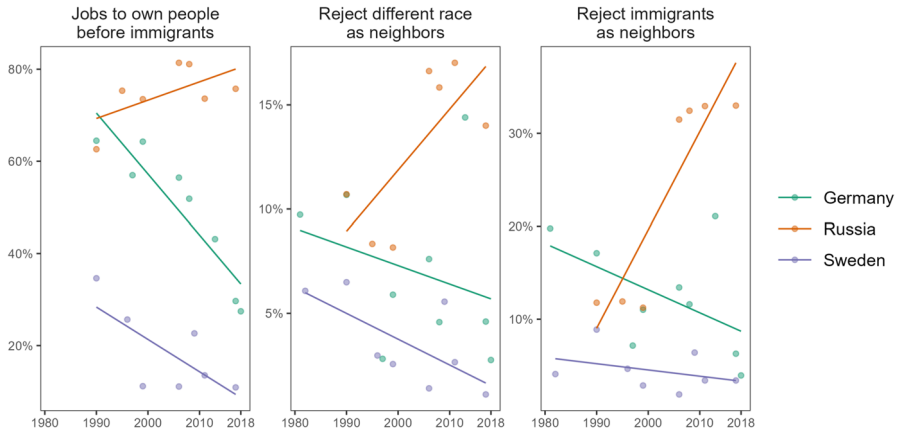 Jobs to own people
before immigrants
Reject different race
as neighbors
Reject immigrants
as neighbors
80%
60%
40%
20%
15%
10%
5%
30%
20%
10%
1980
1990
2000
2010
2018
1980
1990
2000
2010
2018
1980
1990
2000
2010
2018
Germany
Russia
Sweden